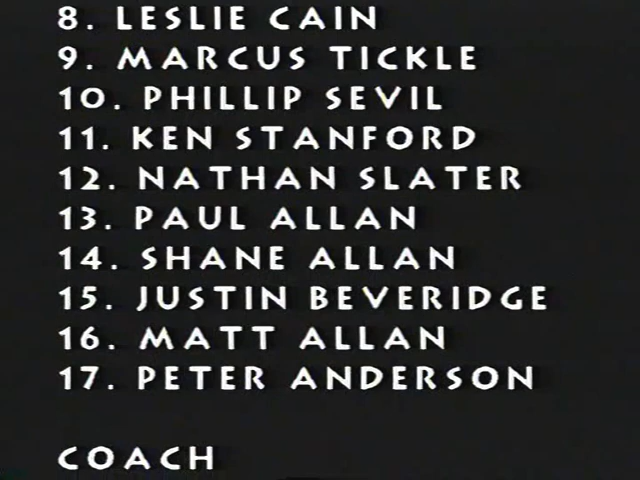 8. LESLIE CAIN
9. MARCUS TICKLE
10. PHILLIP SEVIL
11. KEN STANFORD
12. NATHAN SLATER
13. PAUL ALLAN
14. SHANE ALLAN
15. JUSTIN BEVERIDGE
16. MATT ALLAN
17. PETER ANDERSON
COACH